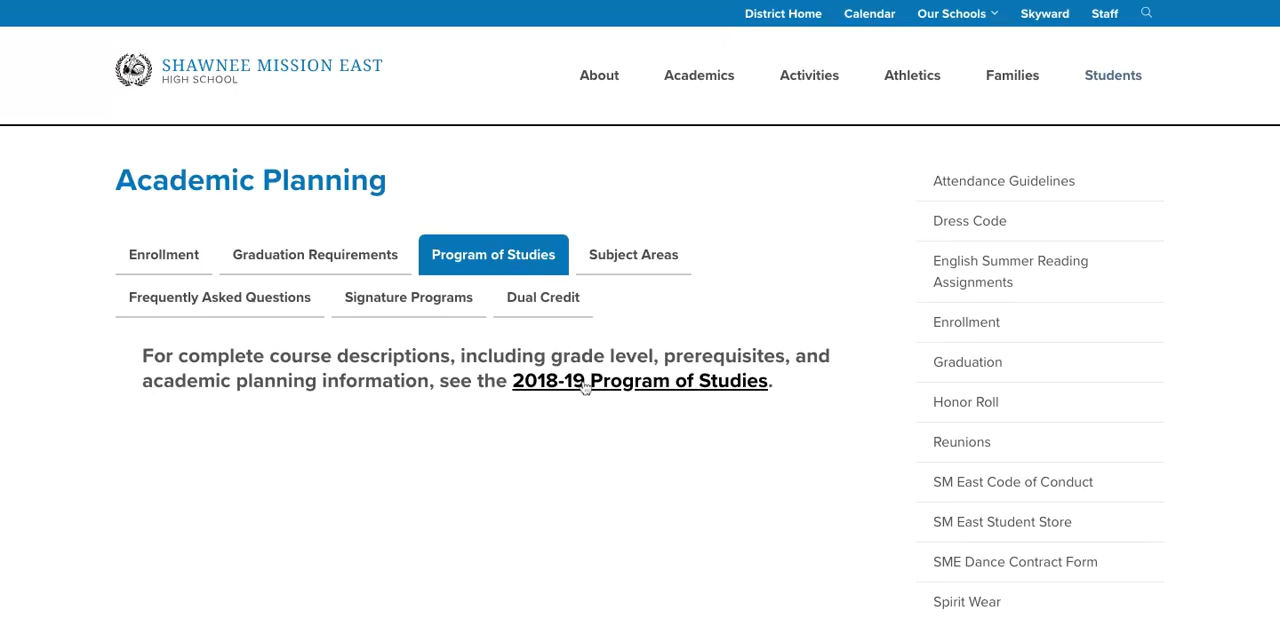 District Home Calendar Our Schools Skyward Staff
SHAWNEE MISSION EAST
HIGH SCHOOL
About Academics Activities Athletics Families Students
Academic Planning
Enrollment Graduation Requirements Program of Studies Subject Areas
Frequently Asked Questions Signature Programs Dual Credit
For complete course descriptions, including grade level, prerequisites, and
academic planning information, see the 2018-19 Program of Studies.
Attendance Guidelines
Dress Code
English Summer Reading
Assignments
Enrollment
Graduation
Honor Roll
Reunions
SM East Code of Conduct
SM East Student Store
SME Dance Contract Form
Spirit Wear